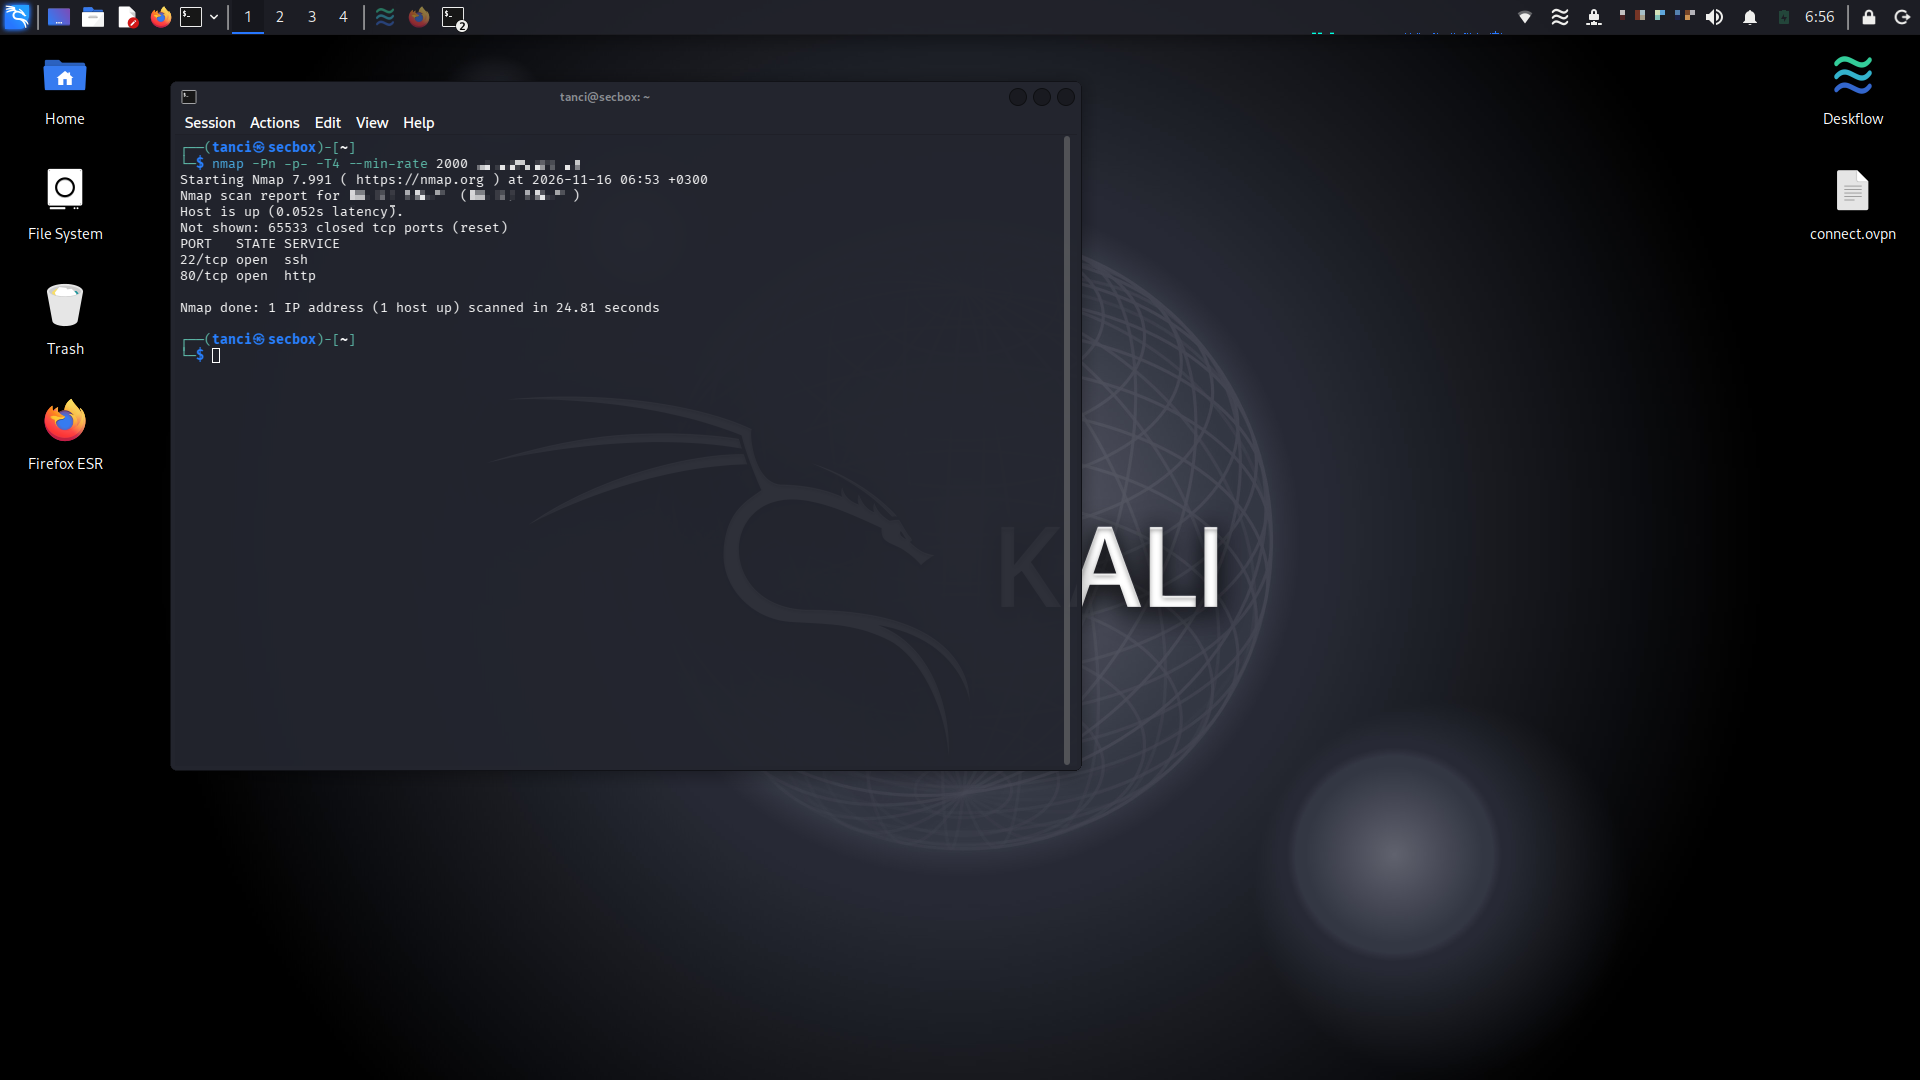 1 2 3 4
2
6:56
Home
File System
Trash
Firefox ESR
tanci@secbox: ~
Session Actions Edit View Help
┌──(tanci㉿secbox)-[~]
└─$ nmap -Pn -p- -T4 --min-rate 2000
Starting Nmap 7.991 ( https://nmap.org ) at 2026-11-16 06:53 +0300
Nmap scan report for ( )
Host is up (0.052s latency).
Not shown: 65533 closed tcp ports (reset)
PORT   STATE SERVICE
22/tcp open  ssh
80/tcp open  http
Nmap done: 1 IP address (1 host up) scanned in 24.81 seconds
┌──(tanci㉿secbox)-[~]
└─$
KALI
Deskflow
connect.ovpn